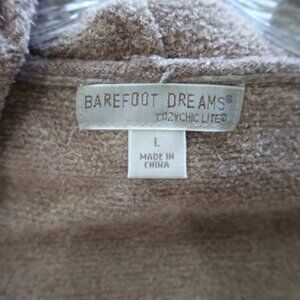 BAREFOOT DREAMS®
COZYCHIC LITE®
L
MADE IN
CHINA